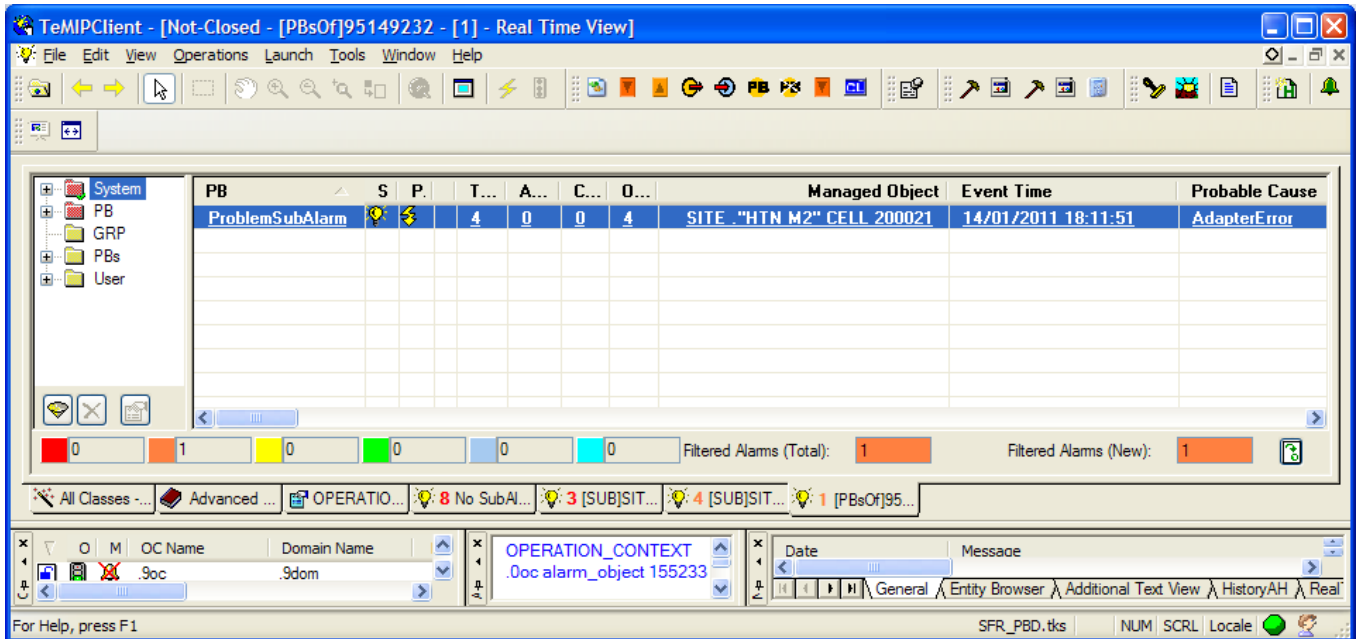 TeMIPClient - [Not-Closed - [PBsOf]95149232 - [1] - Real Time View]
File Edit View Operations Launch Tools Window Help
PB PB CL
System
PB
GRP
PBs
User
PB S P. T... A... C... O... Managed Object Event Time Probable Cause
ProblemSubAlarm 4 0 0 4 SITE ."HTN M2" CELL 200021 14/01/2011 18:11:51 AdapterError
0 1 0 0 0 0 Filtered Alarms (Total): 1 Filtered Alarms (New): 1
All Classes -... Advanced ... OPERATIO... 8 No SubAl... 3 [SUB]SIT... 4 [SUB]SIT... 1 [PBsOf]95...
O M OC Name Domain Name
.9oc .9dom
OPERATION_CONTEXT
.0oc alarm_object 155233
Date Message
General Entity Browser Additional Text View HistoryAH Real
For Help, press F1 SFR_PBD.tks NUM SCRL Locale